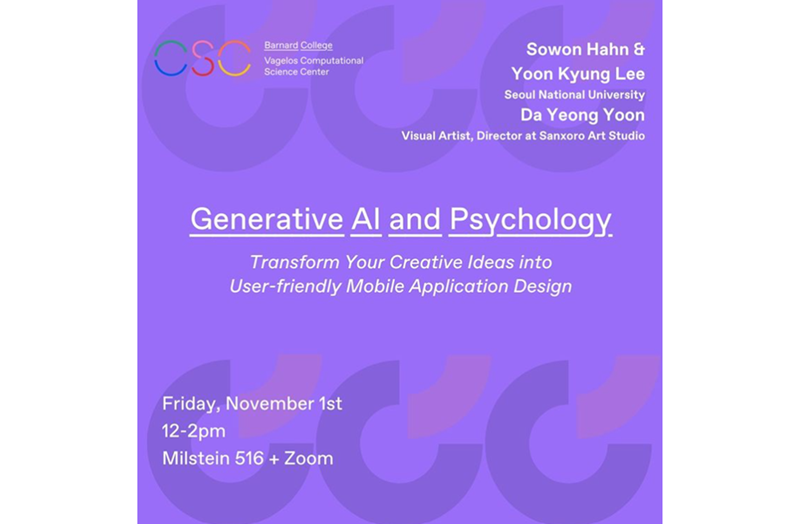 CSC
Barnard College
Vagelos Computational
Science Center
Sowon Hahn &
Yoon Kyung Lee
Seoul National University
Da Yeong Yoon
Visual Artist, Director at Sanxoro Art Studio
Generative AI and Psychology
Transform Your Creative Ideas into
User-friendly Mobile Application Design
Friday, November 1st
12-2pm
Milstein 516 + Zoom